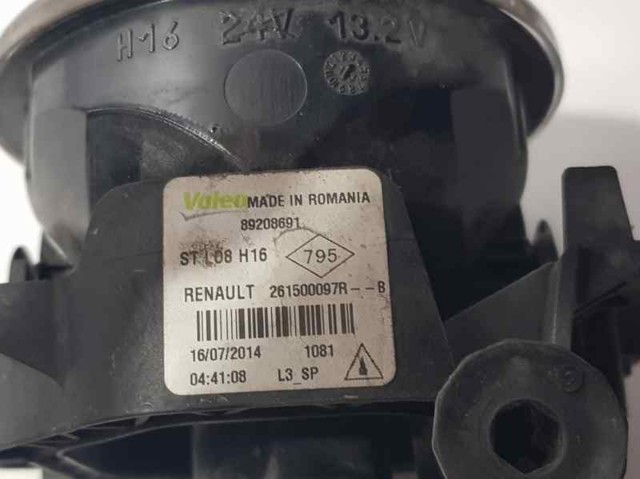 H16 24V 13.2V
Valeo MADE IN ROMANIA
89208691
ST L08 H16 795
RENAULT 261500097R--B
16/07/2014 1081
04:41:08 L3_SP